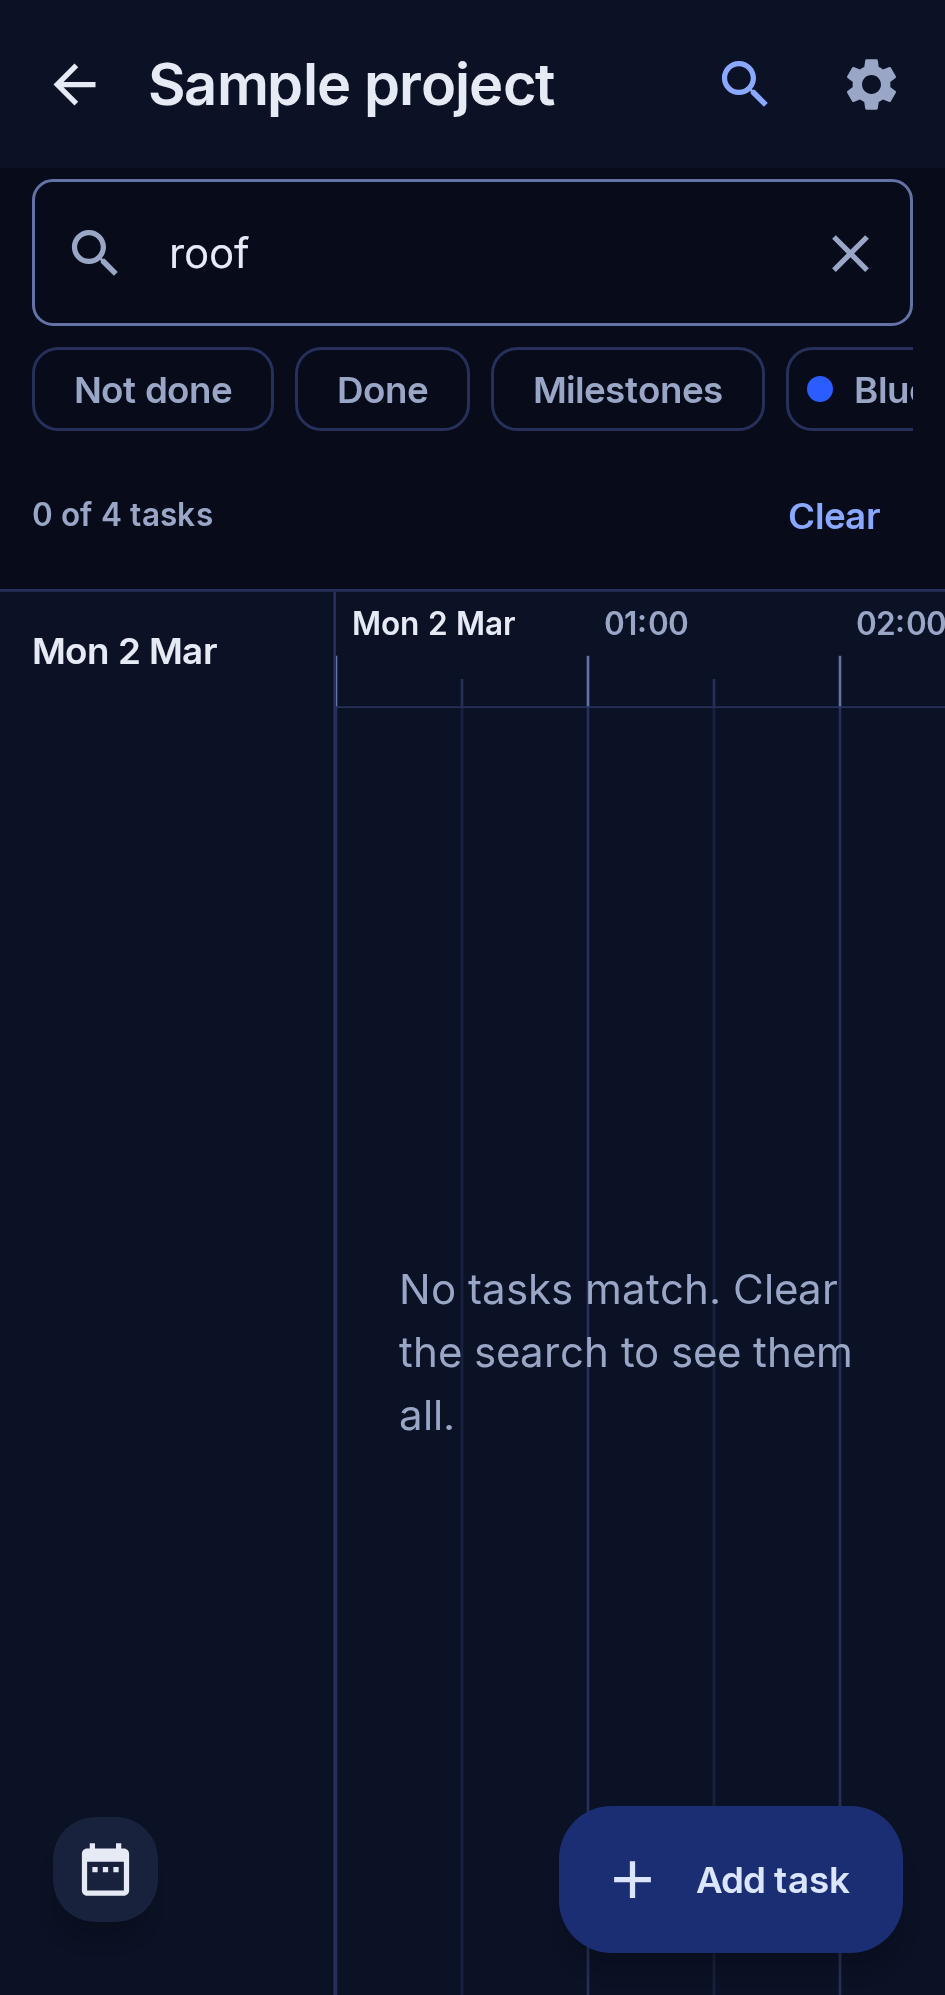 Sample project
roof
Not done
Done
Milestones
0 of 4 tasks
Clear
Mon 2 Mar
Mon 2 Mar
01:00
02:00
No tasks match. Clear
the search to see them
all.
Add task